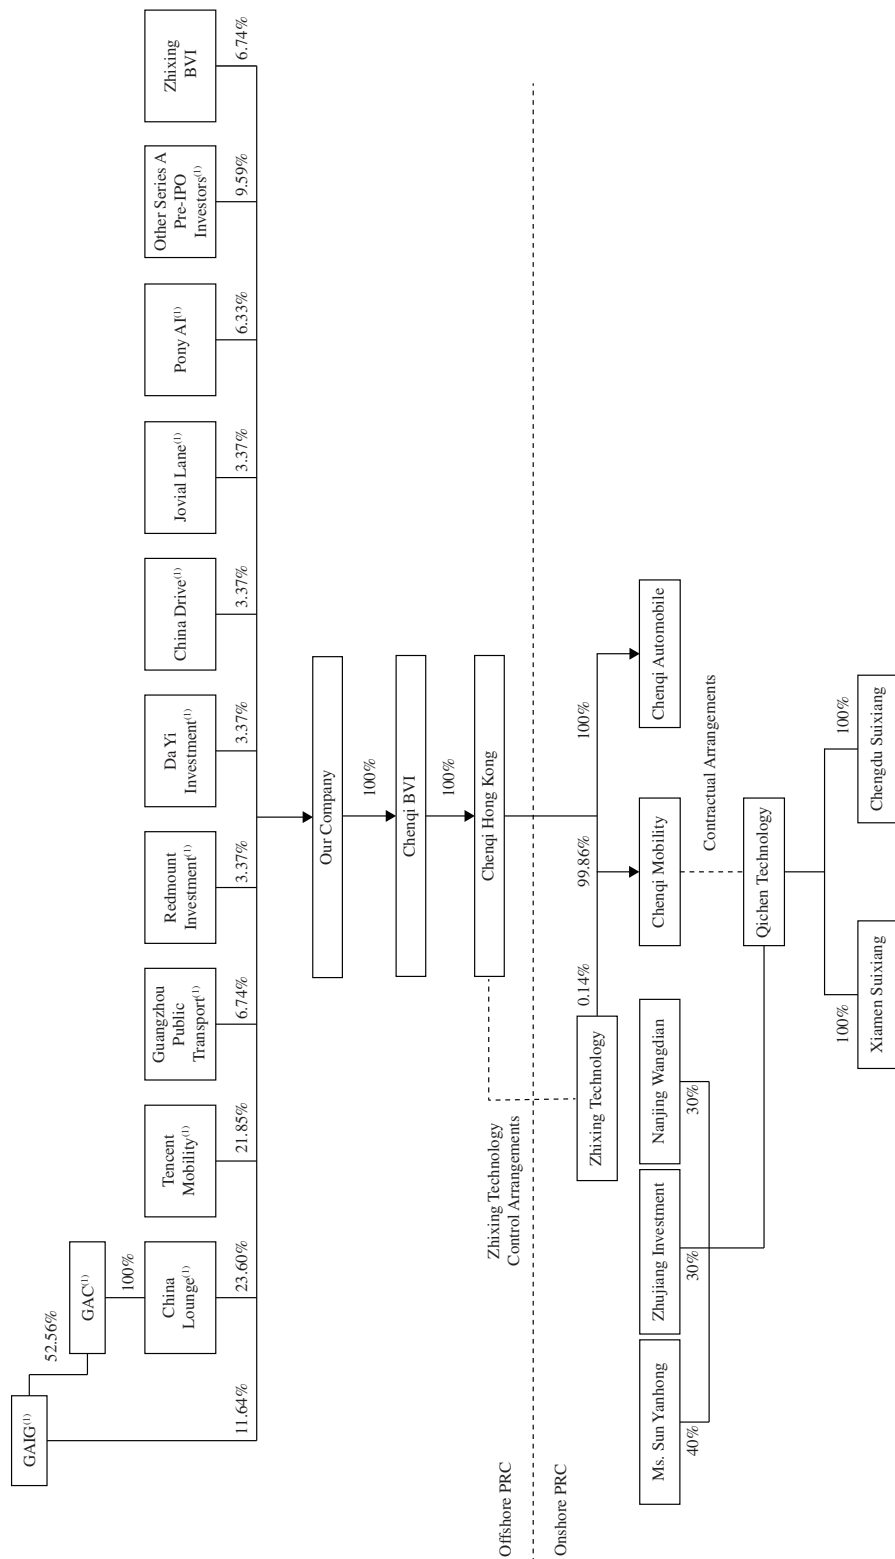 GAIG(1)
52.56%
GAC(1)
100%
China
Lounge(1)
Tencent
Mobility(1)
Guangzhou
Public
Transport(1)
Redmount
Investment(1)
Da Yi
Investment(1)
China Drive(1)
Jovial Lane(1)
Pony AI(1)
Other Series A
Pre-IPO
Investors(1)
Zhixing
BVI
11.64%
23.60%
21.85%
6.74%
3.37%
3.37%
3.37%
3.37%
6.33%
9.59%
6.74%
Our Company
100%
Chenqi BVI
100%
Chenqi Hong Kong
Zhixing Technology
Control Arrangements
Offshore PRC
Onshore PRC
0.14%
99.86%
100%
Zhixing Technology
Ms. Sun Yanhong
Zhujiang Investment
Nanjing Wangdian
Chenqi Mobility
Chenqi Automobile
40%
30%
30%
Contractual Arrangements
Qichen Technology
100%
100%
Xiamen Suixiang
Chengdu Suixiang